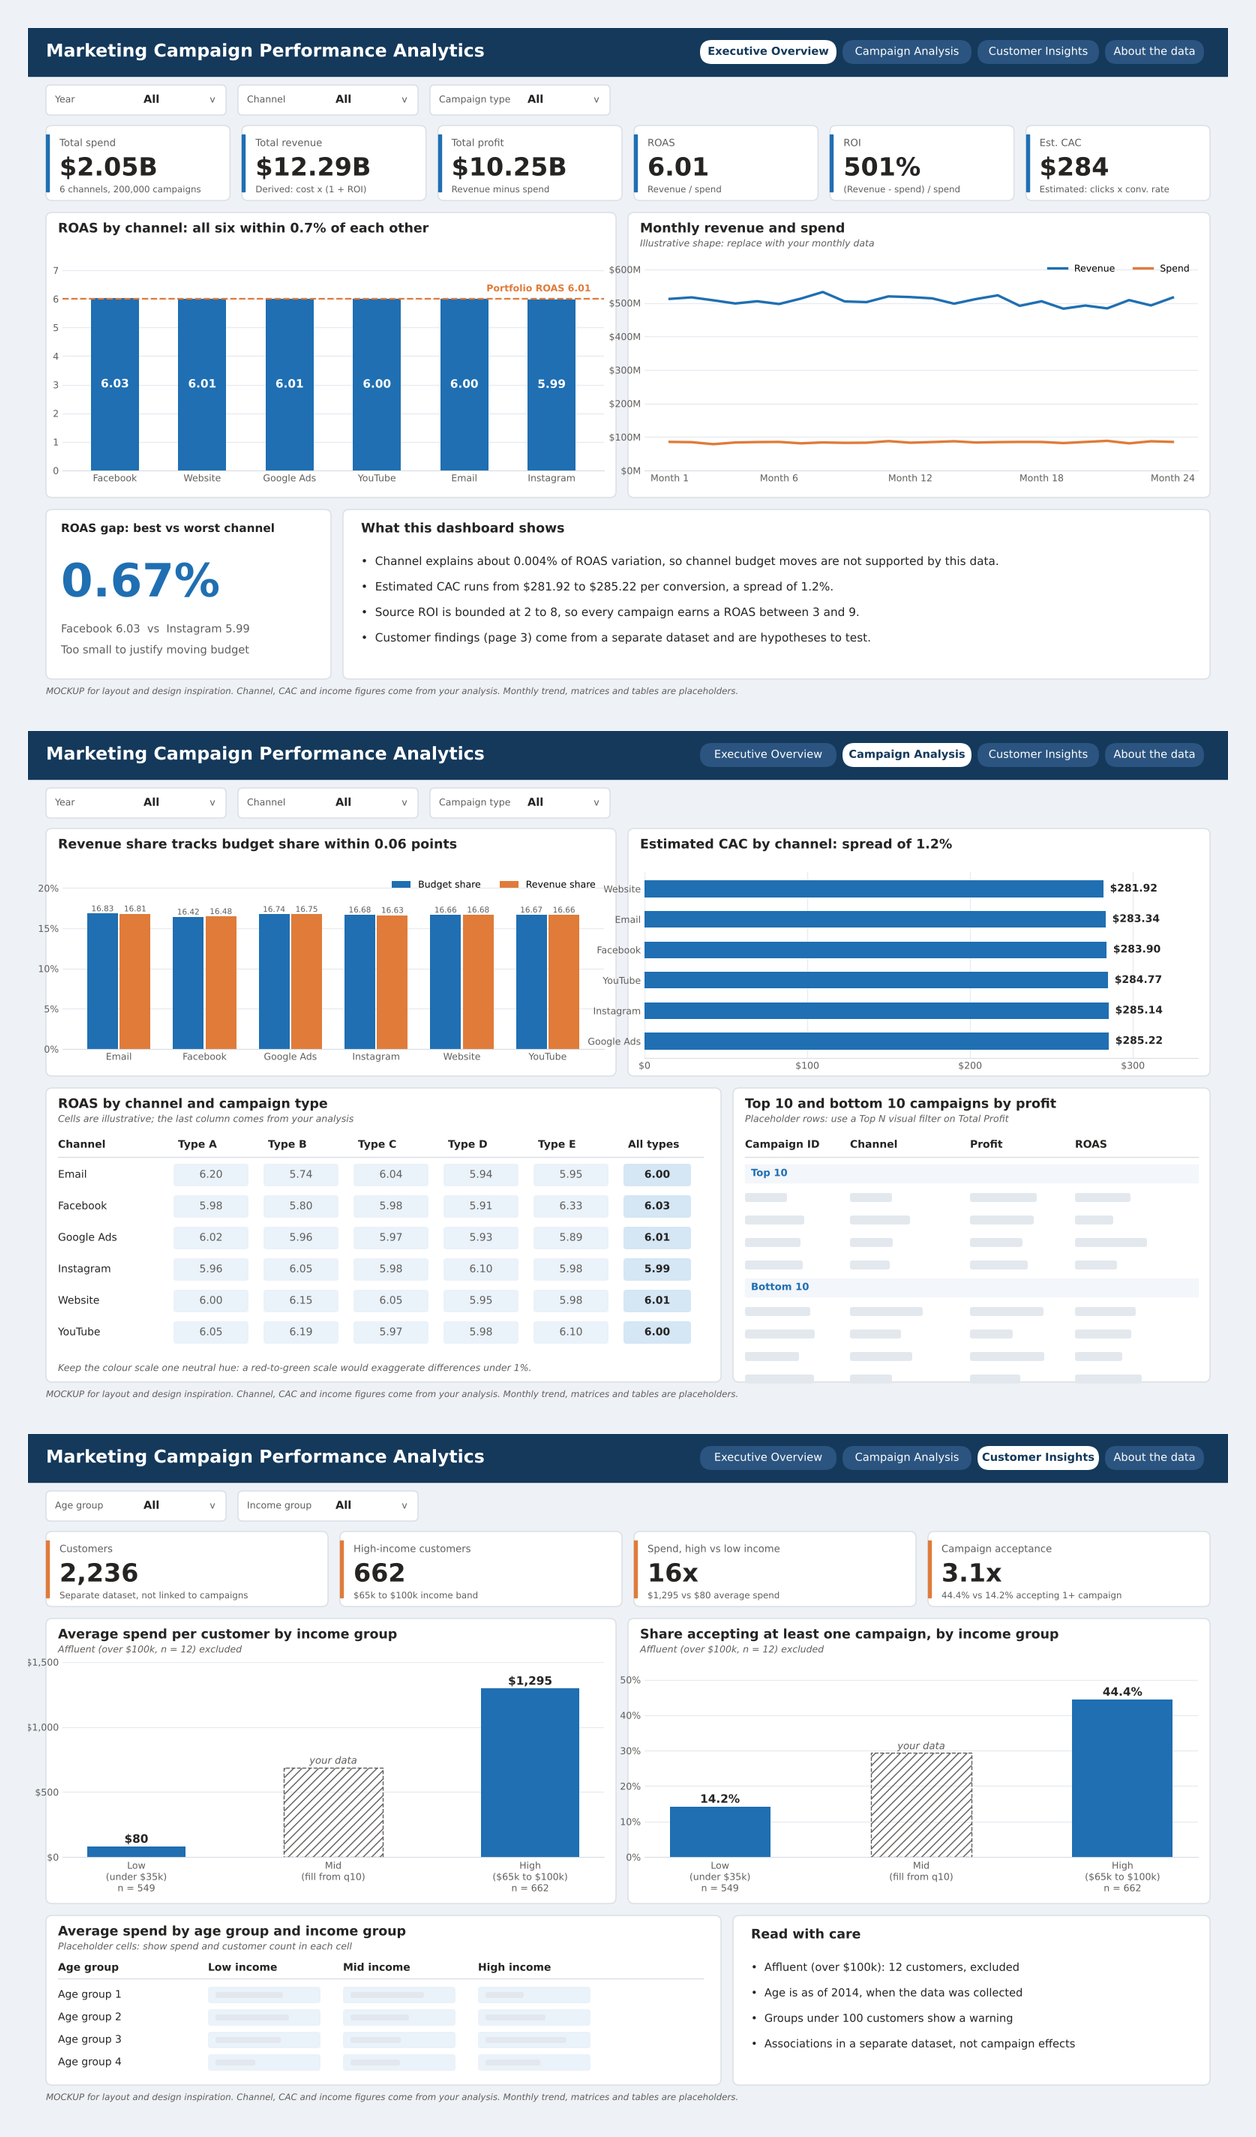 Marketing Campaign Performance Analytics
Executive Overview Campaign Analysis Customer Insights About the data
Year All v Channel All v Campaign type All v
Total spend
$2.05B
6 channels, 200,000 campaigns
Total revenue
$12.29B
Derived: cost x (1 + ROI)
Total profit
$10.25B
Revenue minus spend
ROAS
6.01
Revenue / spend
ROI
501%
(Revenue - spend) / spend
Est. CAC
$284
Estimated: clicks x conv. rate
ROAS by channel: all six within 0.7% of each other
7
6
5
4
3
2
1
0
Portfolio ROAS 6.01
6.03 6.01 6.01 6.00 6.00 5.99
Facebook Website Google Ads YouTube Email Instagram
Monthly revenue and spend
Illustrative shape: replace with your monthly data
Revenue Spend
$600M
$500M
$400M
$300M
$200M
$100M
$0M
Month 1 Month 6 Month 12 Month 18 Month 24
ROAS gap: best vs worst channel
0.67%
Facebook 6.03 vs Instagram 5.99
Too small to justify moving budget
What this dashboard shows
• Channel explains about 0.004% of ROAS variation, so channel budget moves are not supported by this data.
• Estimated CAC runs from $281.92 to $285.22 per conversion, a spread of 1.2%.
• Source ROI is bounded at 2 to 8, so every campaign earns a ROAS between 3 and 9.
• Customer findings (page 3) come from a separate dataset and are hypotheses to test.
MOCKUP for layout and design inspiration. Channel, CAC and income figures come from your analysis. Monthly trend, matrices and tables are placeholders.
Marketing Campaign Performance Analytics
Executive Overview Campaign Analysis Customer Insights About the data
Year All v Channel All v Campaign type All v
Revenue share tracks budget share within 0.06 points
Budget share Revenue share
20%
15%
10%
5%
0%
16.83 16.81 16.42 16.48 16.74 16.75 16.68 16.63 16.66 16.68 16.67 16.66
Email Facebook Google Ads Instagram Website YouTube
Estimated CAC by channel: spread of 1.2%
Website $281.92
Email $283.34
Facebook $283.90
YouTube $284.77
Instagram $285.14
Google Ads $285.22
$0 $100 $200 $300
ROAS by channel and campaign type
Cells are illustrative; the last column comes from your analysis
Channel Type A Type B Type C Type D Type E All types
Email 6.20 5.74 6.04 5.94 5.95 6.00
Facebook 5.98 5.80 5.98 5.91 6.33 6.03
Google Ads 6.02 5.96 5.97 5.93 5.89 6.01
Instagram 5.96 6.05 5.98 6.10 5.98 5.99
Website 6.00 6.15 6.05 5.95 5.98 6.01
YouTube 6.05 6.19 5.97 5.98 6.10 6.00
Keep the colour scale one neutral hue: a red-to-green scale would exaggerate differences under 1%.
Top 10 and bottom 10 campaigns by profit
Placeholder rows: use a Top N visual filter on Total Profit
Campaign ID Channel Profit ROAS
Top 10
Bottom 10
MOCKUP for layout and design inspiration. Channel, CAC and income figures come from your analysis. Monthly trend, matrices and tables are placeholders.
Marketing Campaign Performance Analytics
Executive Overview Campaign Analysis Customer Insights About the data
Age group All v Income group All v
Customers
2,236
Separate dataset, not linked to campaigns
High-income customers
662
$65k to $100k income band
Spend, high vs low income
16x
$1,295 vs $80 average spend
Campaign acceptance
3.1x
44.4% vs 14.2% accepting 1+ campaign
Average spend per customer by income group
Affluent (over $100k, n = 12) excluded
$1,500
$1,000
$500
$0
$80
your data
$1,295
Low
(under $35k)
n = 549
Mid
(fill from q10)
High
($65k to $100k)
n = 662
Share accepting at least one campaign, by income group
Affluent (over $100k, n = 12) excluded
50%
40%
30%
20%
10%
0%
14.2%
your data
44.4%
Low
(under $35k)
n = 549
Mid
(fill from q10)
High
($65k to $100k)
n = 662
Average spend by age group and income group
Placeholder cells: show spend and customer count in each cell
Age group Low income Mid income High income
Age group 1
Age group 2
Age group 3
Age group 4
Read with care
• Affluent (over $100k): 12 customers, excluded
• Age is as of 2014, when the data was collected
• Groups under 100 customers show a warning
• Associations in a separate dataset, not campaign effects
MOCKUP for layout and design inspiration. Channel, CAC and income figures come from your analysis. Monthly trend, matrices and tables are placeholders.